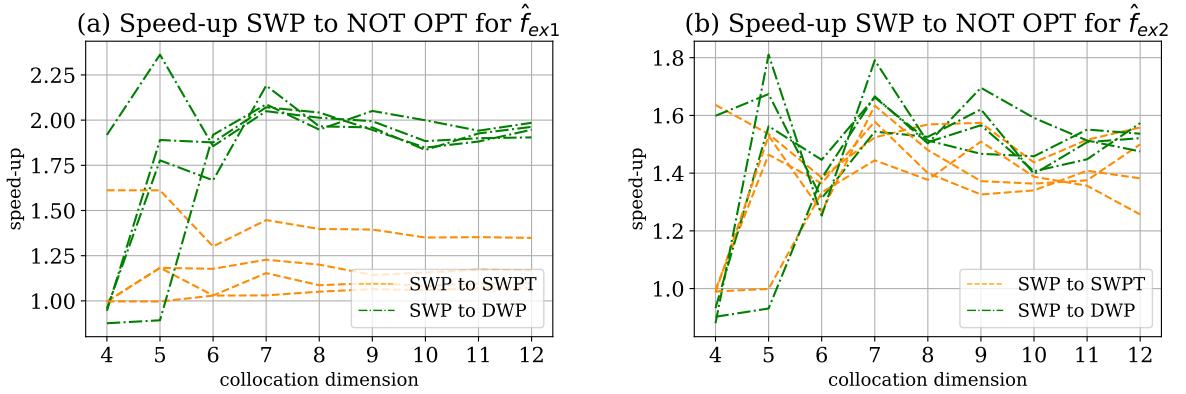 (a) Speed-up SWP to NOT OPT for f̂ex1
speed-up
2.25
2.00
1.75
1.50
1.25
1.00
SWP to SWPT
SWP to DWP
4 5 6 7 8 9 10 11 12
collocation dimension
(b) Speed-up SWP to NOT OPT for f̂ex2
speed-up
1.8
1.6
1.4
1.2
1.0
SWP to SWPT
SWP to DWP
4 5 6 7 8 9 10 11 12
collocation dimension